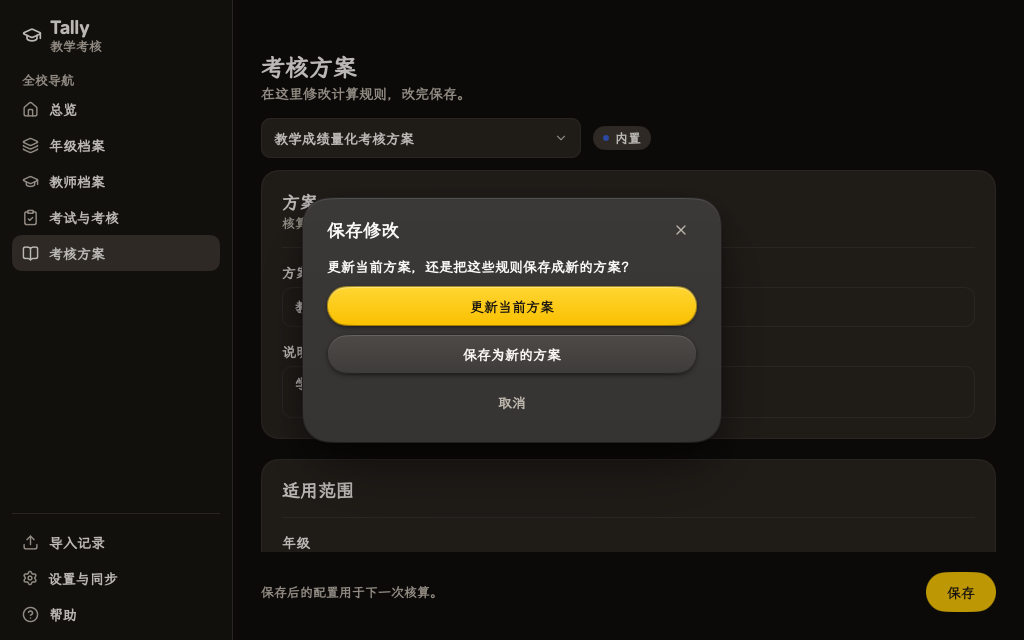 Tally
教学考核
全校导航
总览
年级档案
教师档案
考试与考核
考核方案
导入记录
设置与同步
帮助
考核方案
在这里修改计算规则，改完保存。
教学成绩量化考核方案
内置
方案
保存修改
更新当前方案，还是把这些规则保存成新的方案？
更新当前方案
保存为新的方案
取消
适用范围
年级
保存后的配置用于下一次核算。
保存